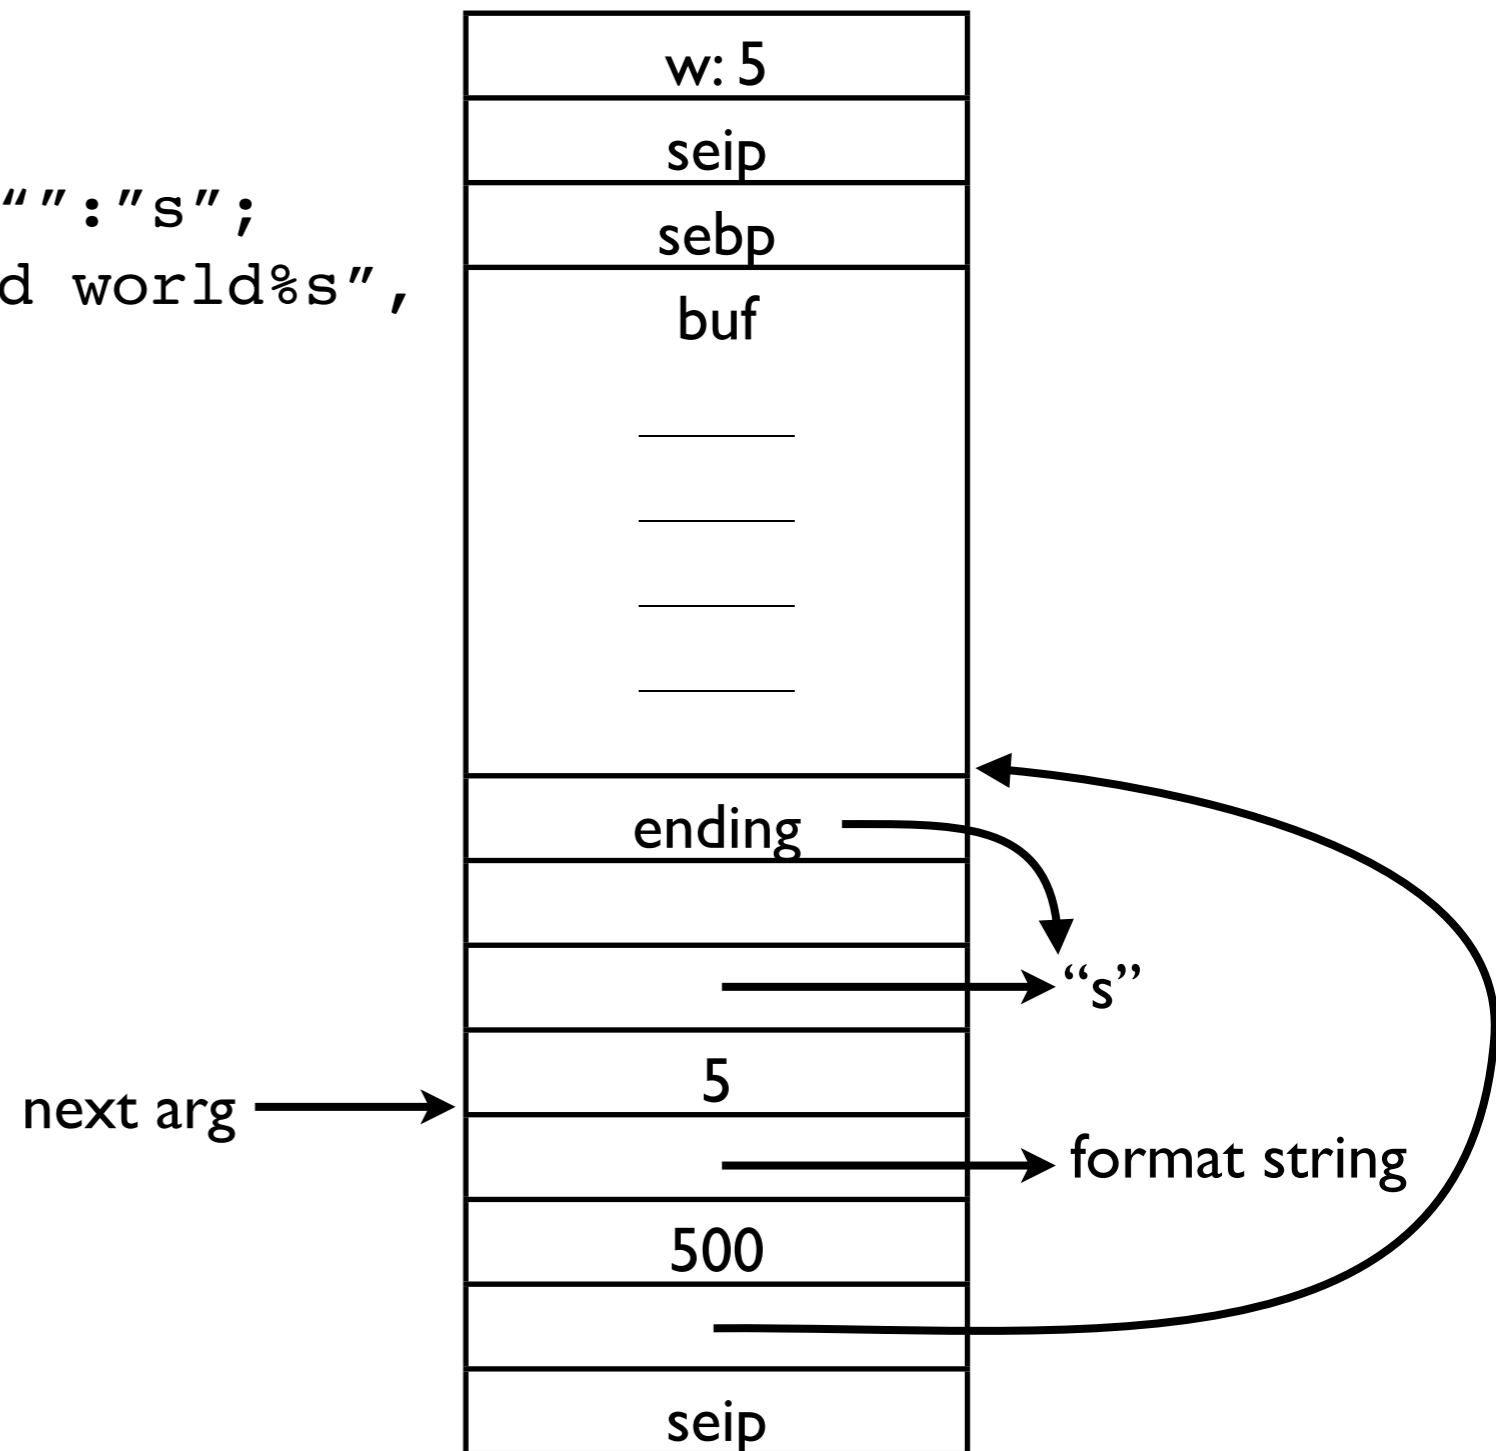 w: 5
seip
“”:”s”;
sebp
d world%s”,
buf
ending
“s”
5
next arg
format string
500
seip